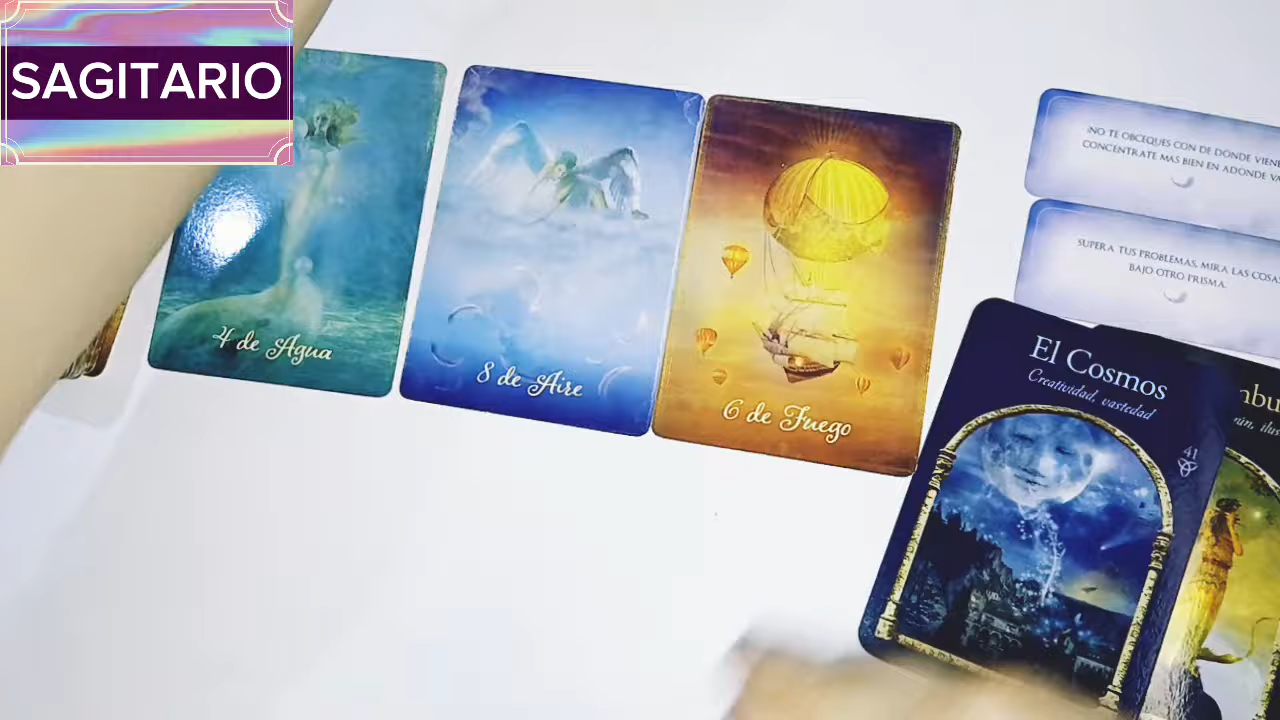 SAGITARIO
4 de Agua
8 de Aire
6 de Fuego
¡NO TE OBCEQUES CON DE DÓNDE VIENE
CONCENTRATE MAS BIEN EN ADONDE VA
SUPERA TUS PROBLEMAS, MIRA LAS COSAS
BAJO OTRO PRISMA.
El Cosmos
Creatividad, vastedad
41